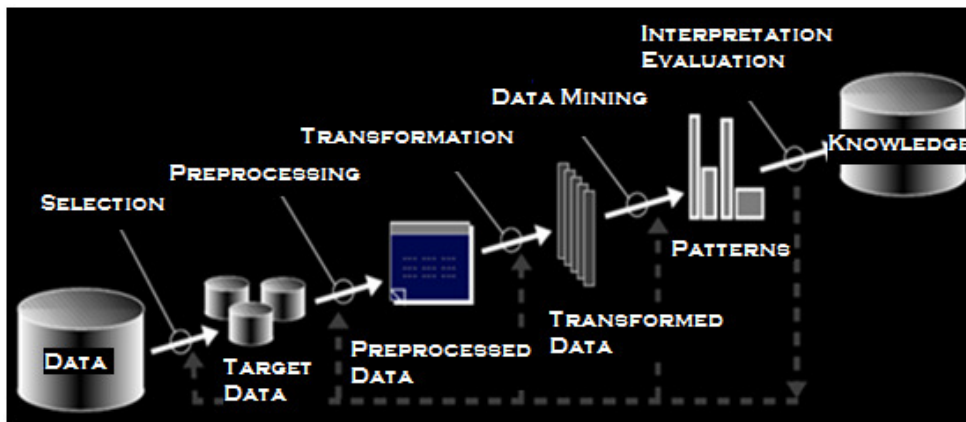 INTERPRETATION
EVALUATION
DATA MINING
TRANSFORMATION
KNOWLEDGE
PREPROCESSING
SELECTION
PATTERNS
TRANSFORMED
DATA
PREPROCESSED
DATA
DATA
TARGET
DATA